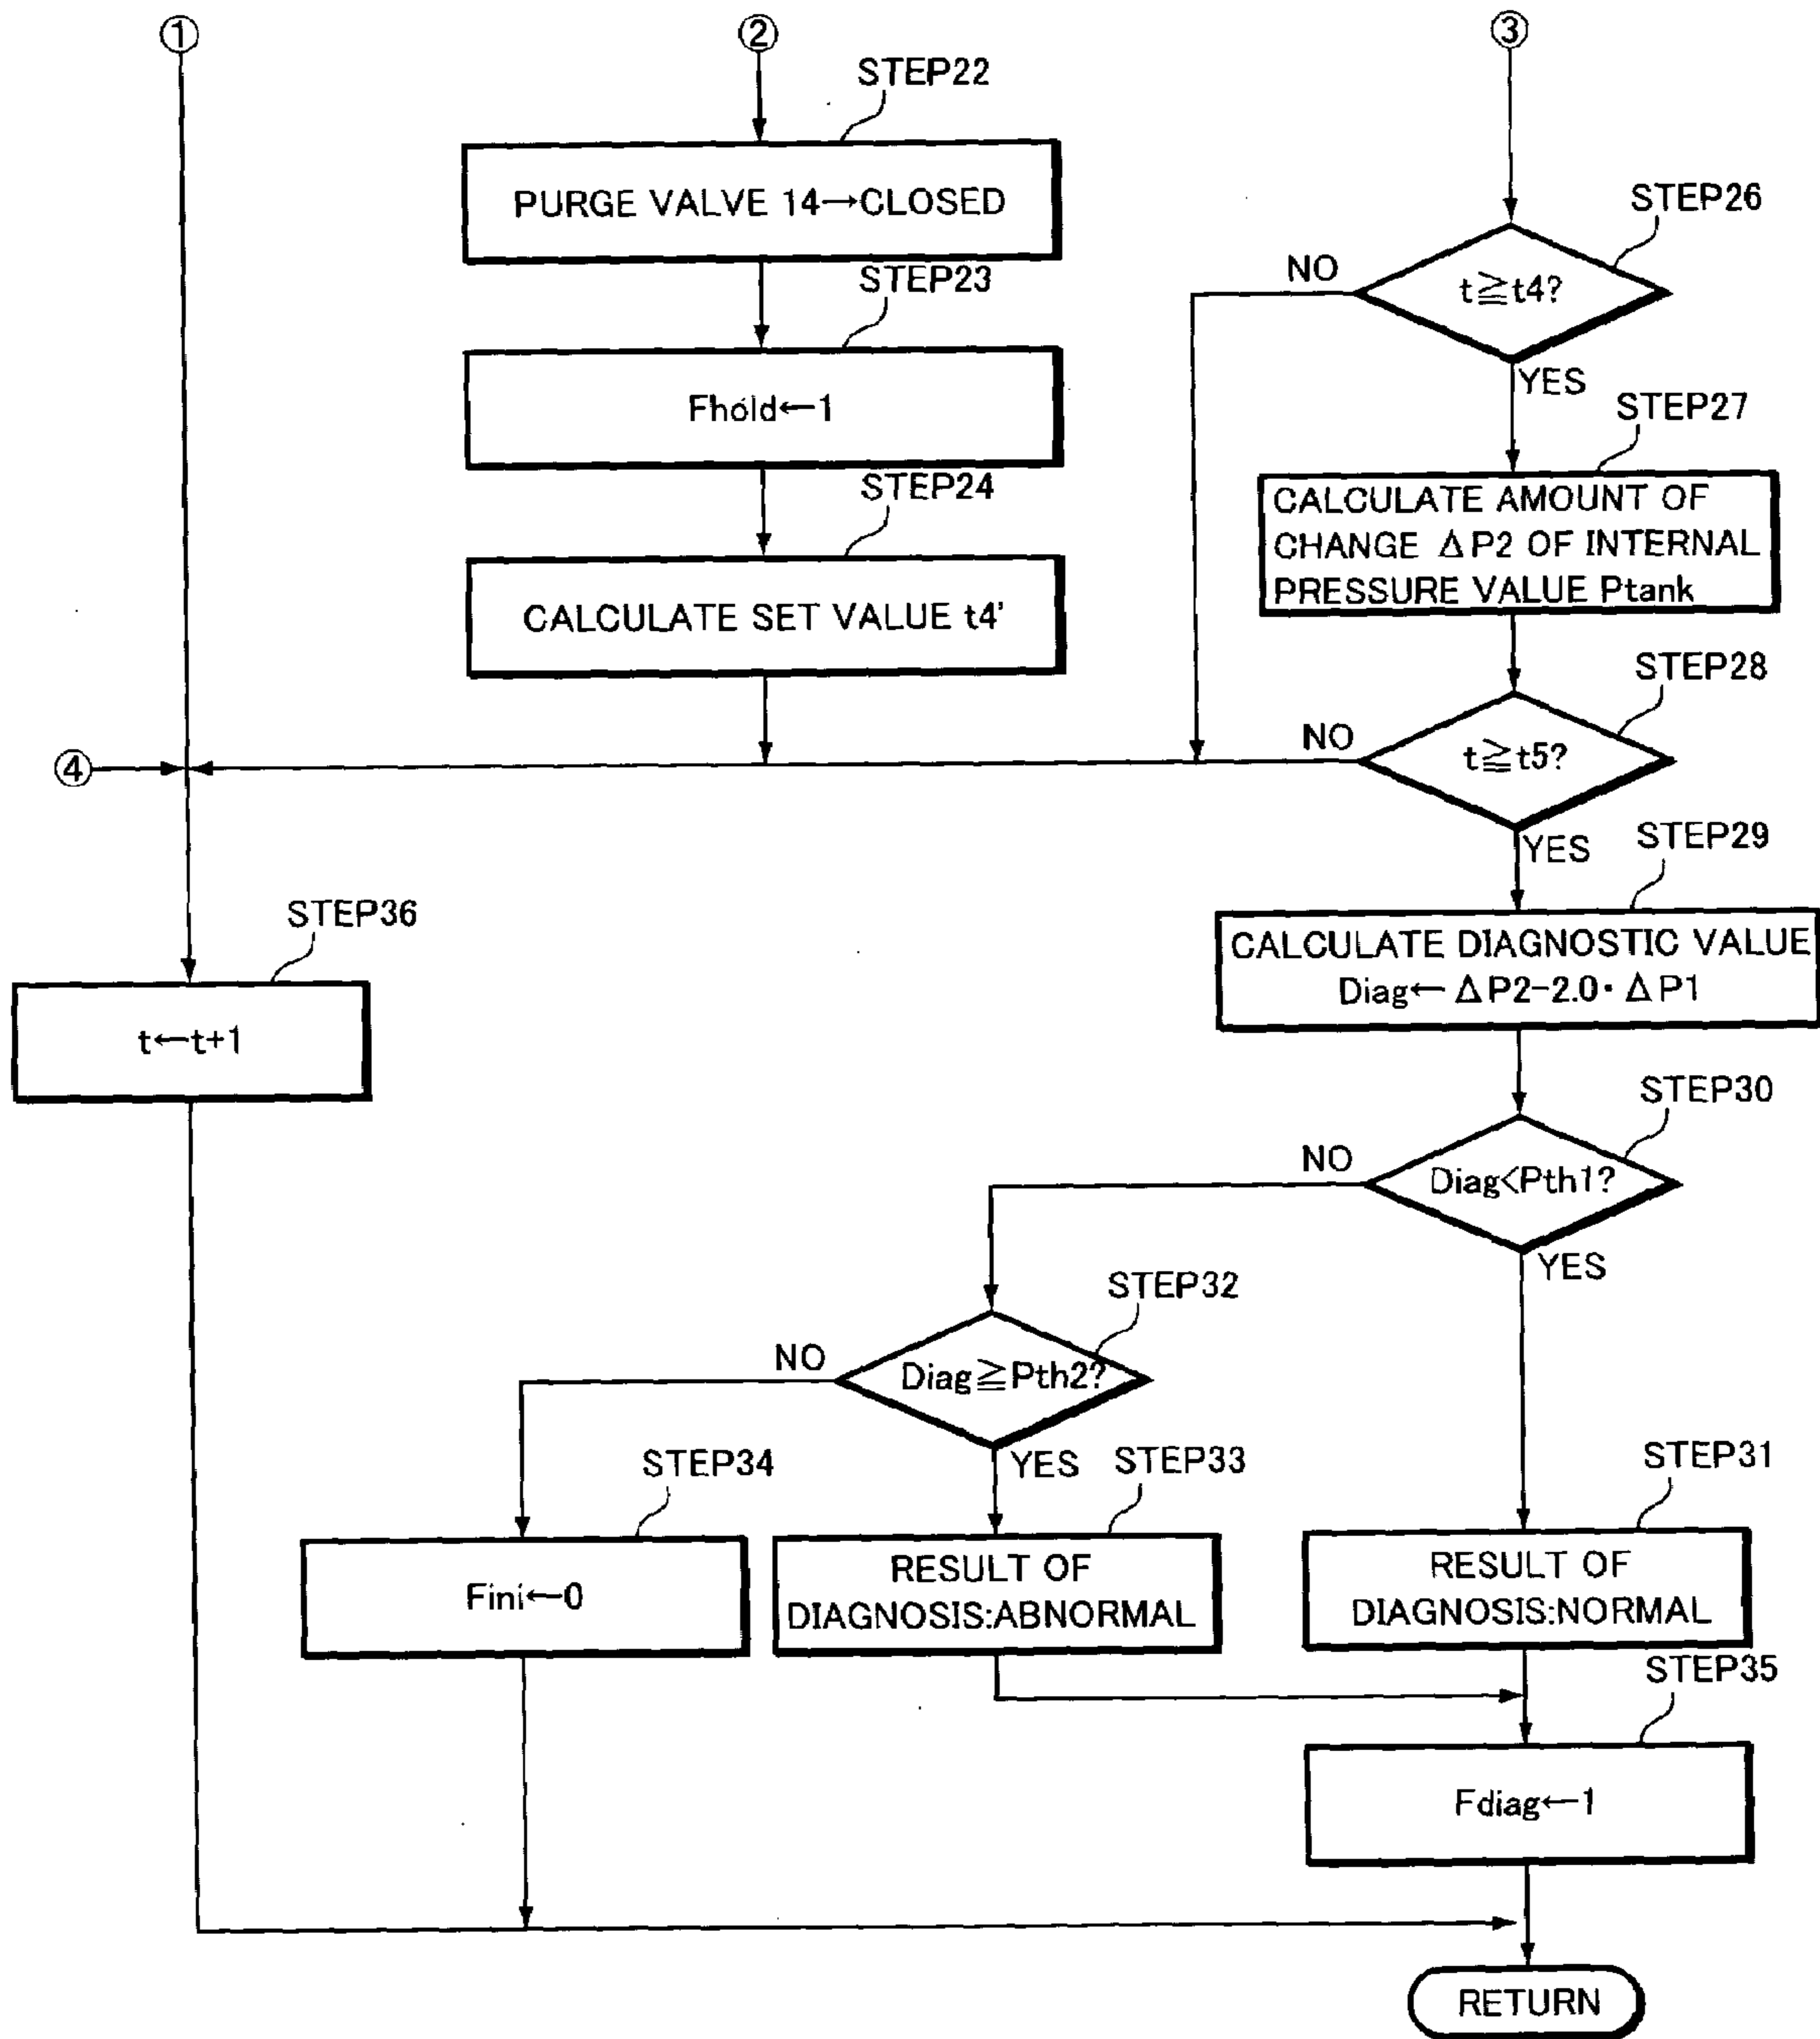 ①
②
③
STEP22
PURGE VALVE 14→CLOSED
STEP23
Fhold←1
STEP24
CALCULATE SET VALUE t4'
STEP26
NO
t≧t4?
YES
STEP27
CALCULATE AMOUNT OF
CHANGE ΔP2 OF INTERNAL
PRESSURE VALUE Ptank
STEP28
NO
t≧t5?
YES
④
STEP36
t←t+1
STEP29
CALCULATE DIAGNOSTIC VALUE
Diag←ΔP2-2.0・ΔP1
STEP30
NO
Diag<Pth1?
YES
STEP32
NO
Diag≧Pth2?
YES
STEP34
Fini←0
STEP33
RESULT OF
DIAGNOSIS:ABNORMAL
STEP31
RESULT OF
DIAGNOSIS:NORMAL
STEP35
Fdiag←1
RETURN